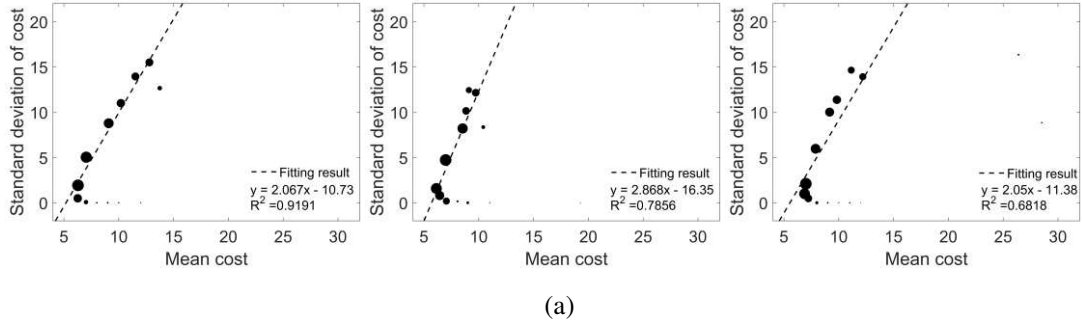 Standard deviation of cost
20
15
10
5
0
5 10 15 20 25 30
Mean cost
Fitting result
y = 2.067x - 10.73
R² =0.9191
Standard deviation of cost
20
15
10
5
0
5 10 15 20 25 30
Mean cost
Fitting result
y = 2.868x - 16.35
R² =0.7856
Standard deviation of cost
20
15
10
5
0
5 10 15 20 25 30
Mean cost
Fitting result
y = 2.05x - 11.38
R² =0.6818
(a)